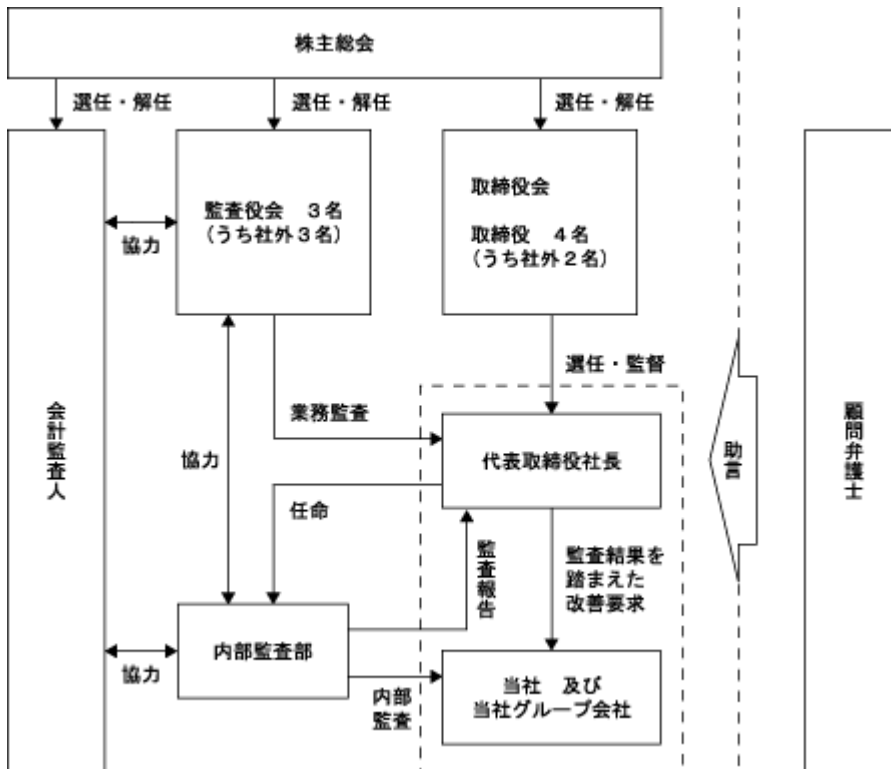 株主総会
選任・解任
選任・解任
選任・解任
監査役会　３名
（うち社外３名）
取締役会
取締役　４名
（うち社外２名）
協力
選任・監督
会計監査人
業務監査
代表取締役社長
助言
顧問弁護士
協力
任命
監査報告
監査結果を
踏まえた
改善要求
内部監査部
協力
内部
監査
当社　及び
当社グループ会社